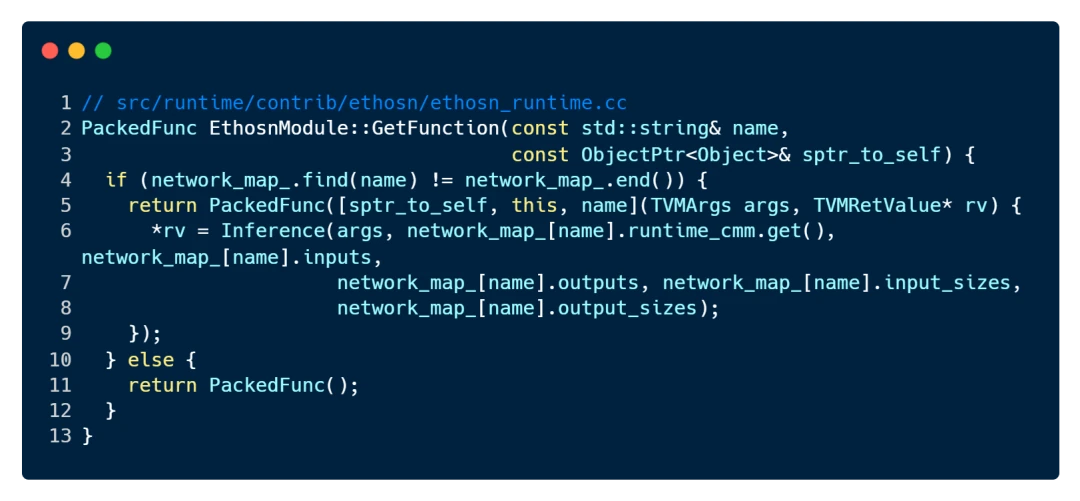 1 // src/runtime/contrib/ethosn/ethosn_runtime.cc
2 PackedFunc EthosnModule::GetFunction(const std::string& name,
3                                      const ObjectPtr<Object>& sptr_to_self) {
4   if (network_map_.find(name) != network_map_.end()) {
5     return PackedFunc([sptr_to_self, this, name](TVMArgs args, TVMRetValue* rv) {
6       *rv = Inference(args, network_map_[name].runtime_cmm.get(),
network_map_[name].inputs,
7                       network_map_[name].outputs, network_map_[name].input_sizes,
8                       network_map_[name].output_sizes);
9     });
10   } else {
11     return PackedFunc();
12   }
13 }